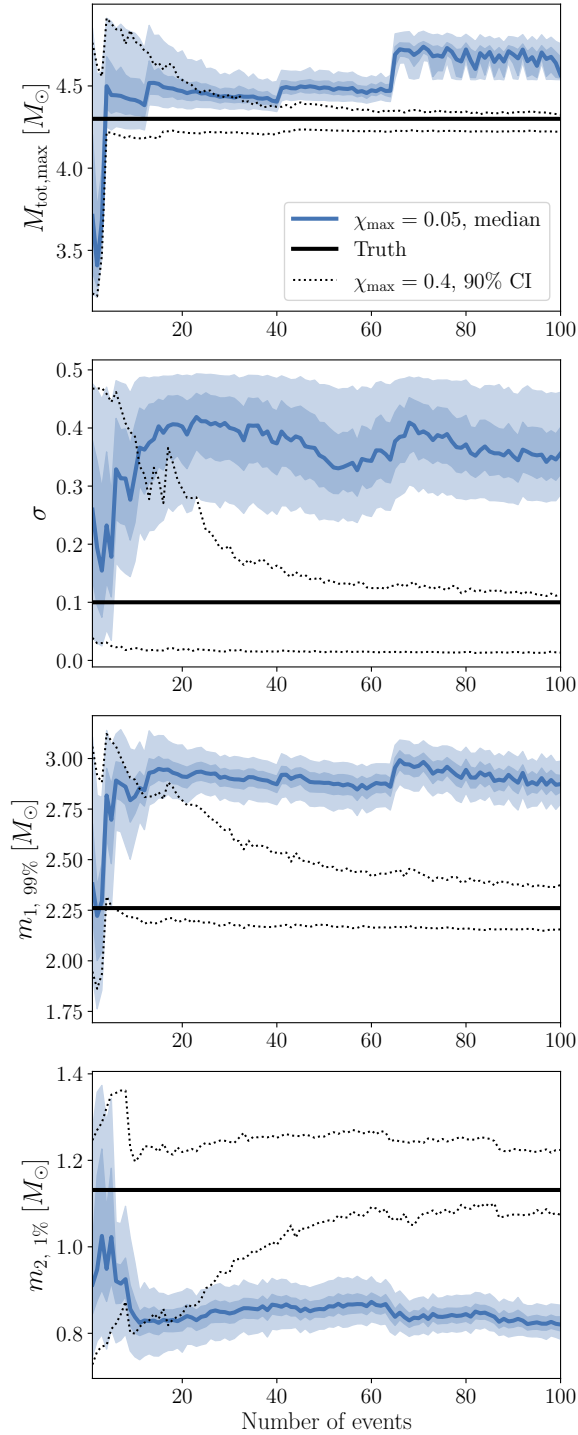 4.5
4.0
3.5
M_tot,max [M_⊙]
χ_max = 0.05, median
Truth
χ_max = 0.4, 90% CI
20 40 60 80 100
0.5
0.4
0.3
0.2
0.1
0.0
σ
20 40 60 80 100
3.00
2.75
2.50
2.25
2.00
1.75
m_1, 99% [M_⊙]
20 40 60 80 100
1.4
1.2
1.0
0.8
m_2, 1% [M_⊙]
20 40 60 80 100
Number of events